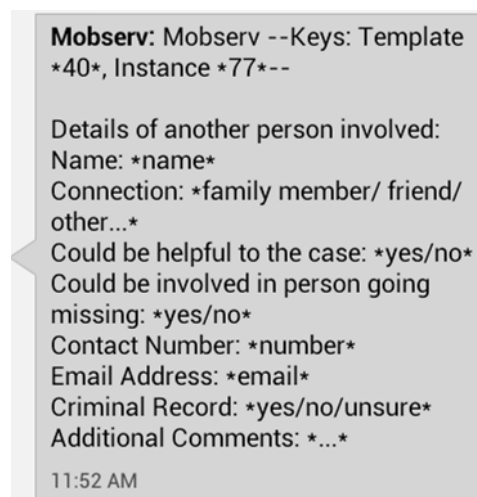 Mobserv: Mobserv --Keys: Template
*40*, Instance *77*--
Details of another person involved:
Name: *name*
Connection: *family member/ friend/
other...*
Could be helpful to the case: *yes/no*
Could be involved in person going
missing: *yes/no*
Contact Number: *number*
Email Address: *email*
Criminal Record: *yes/no/unsure*
Additional Comments: *...*
11:52 AM